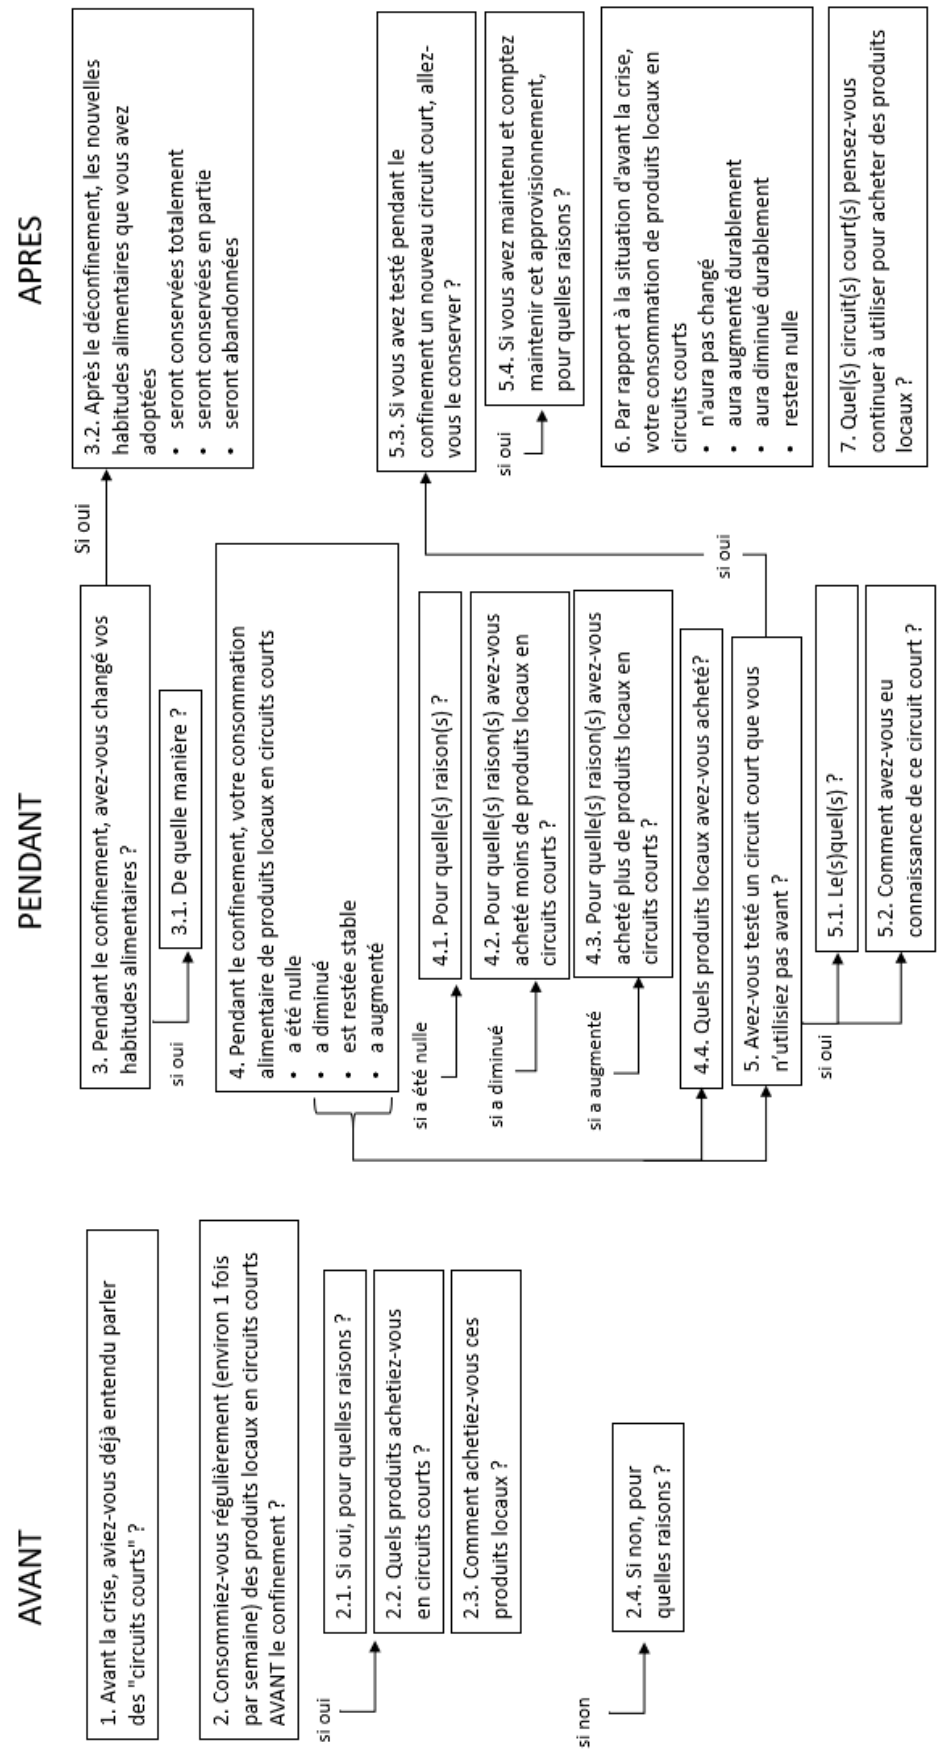 AVANT
1. Avant la crise, aviez-vous déjà entendu parler
des "circuits courts" ?
2. Consommiez-vous régulièrement (environ 1 fois
par semaine) des produits locaux en circuits courts
AVANT le confinement ?
si oui
2.1. Si oui, pour quelles raisons ?
2.2. Quels produits achetiez-vous
en circuits courts ?
2.3. Comment achetiez-vous ces
produits locaux ?
si non
2.4. Si non, pour
quelles raisons ?
PENDANT
3. Pendant le confinement, avez-vous changé vos
habitudes alimentaires ?
si oui
3.1. De quelle manière ?
4. Pendant le confinement, votre consommation
alimentaire de produits locaux en circuits courts
• a été nulle
• a diminué
• est restée stable
• a augmenté
si a été nulle
4.1. Pour quelle(s) raison(s) ?
si a diminué
4.2. Pour quelle(s) raison(s) avez-vous
acheté moins de produits locaux en
circuits courts ?
si a augmenté
4.3. Pour quelle(s) raison(s) avez-vous
acheté plus de produits locaux en
circuits courts ?
4.4. Quels produits locaux avez-vous acheté?
5. Avez-vous testé un circuit court que vous
n'utilisiez pas avant ?
si oui
5.1. Le(s)quel(s) ?
5.2. Comment avez-vous eu
connaissance de ce circuit court ?
APRES
Si oui
3.2. Après le déconfinement, les nouvelles
habitudes alimentaires que vous avez
adoptées
• seront conservées totalement
• seront conservées en partie
• seront abandonnées
si oui
5.3. Si vous avez testé pendant le
confinement un nouveau circuit court, allez-
vous le conserver ?
si oui
5.4. Si vous avez maintenu et comptez
maintenir cet approvisionnement,
pour quelles raisons ?
6. Par rapport à la situation d'avant la crise,
votre consommation de produits locaux en
circuits courts
• n'aura pas changé
• aura augmenté durablement
• aura diminué durablement
• restera nulle
7. Quel(s) circuit(s) court(s) pensez-vous
continuer à utiliser pour acheter des produits
locaux ?